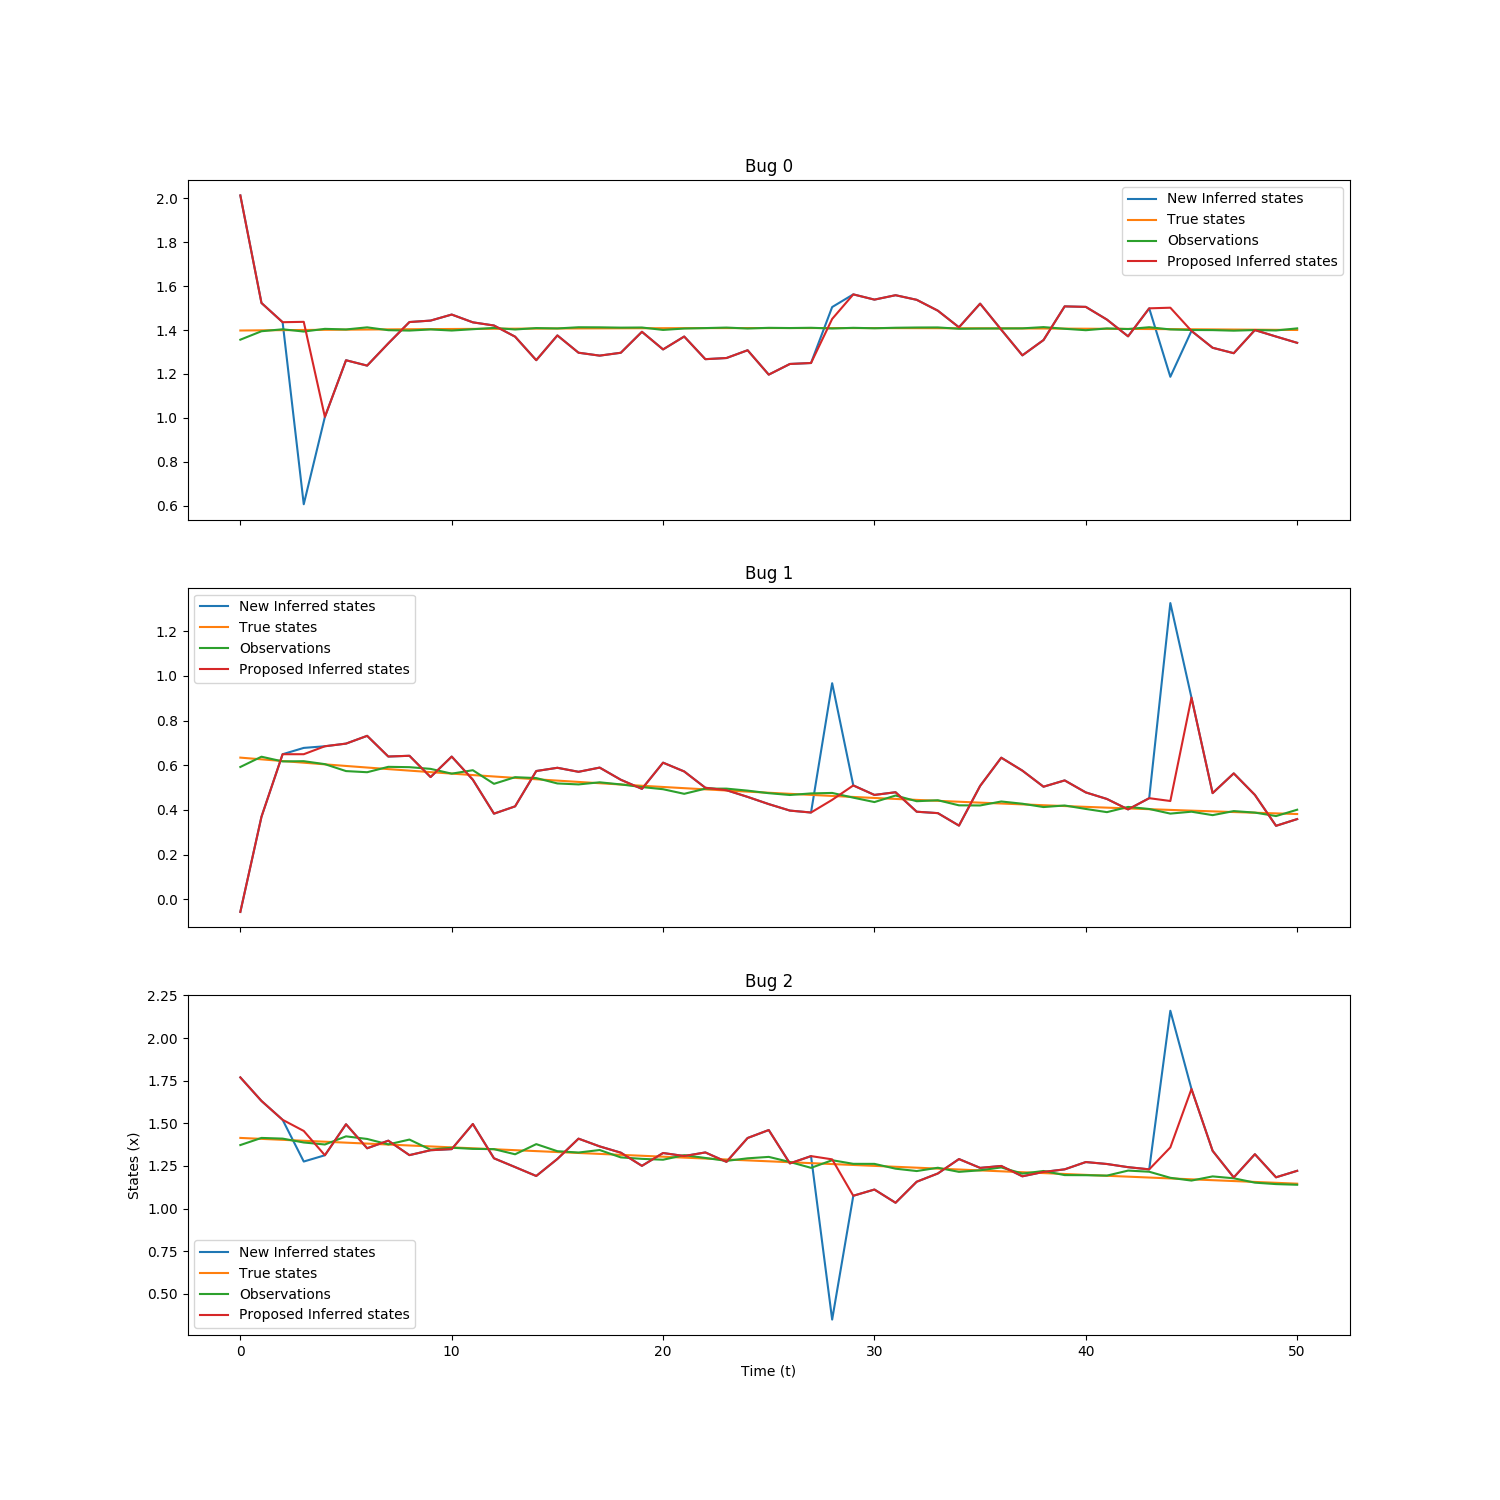 Bug 0
2.0
1.8
1.6
1.4
1.2
1.0
0.8
0.6
New Inferred states
True states
Observations
Proposed Inferred states
Bug 1
1.2
1.0
0.8
0.6
0.4
0.2
0.0
New Inferred states
True states
Observations
Proposed Inferred states
Bug 2
States (x)
2.25
2.00
1.75
1.50
1.25
1.00
0.75
0.50
New Inferred states
True states
Observations
Proposed Inferred states
0 10 20 30 40 50
Time (t)